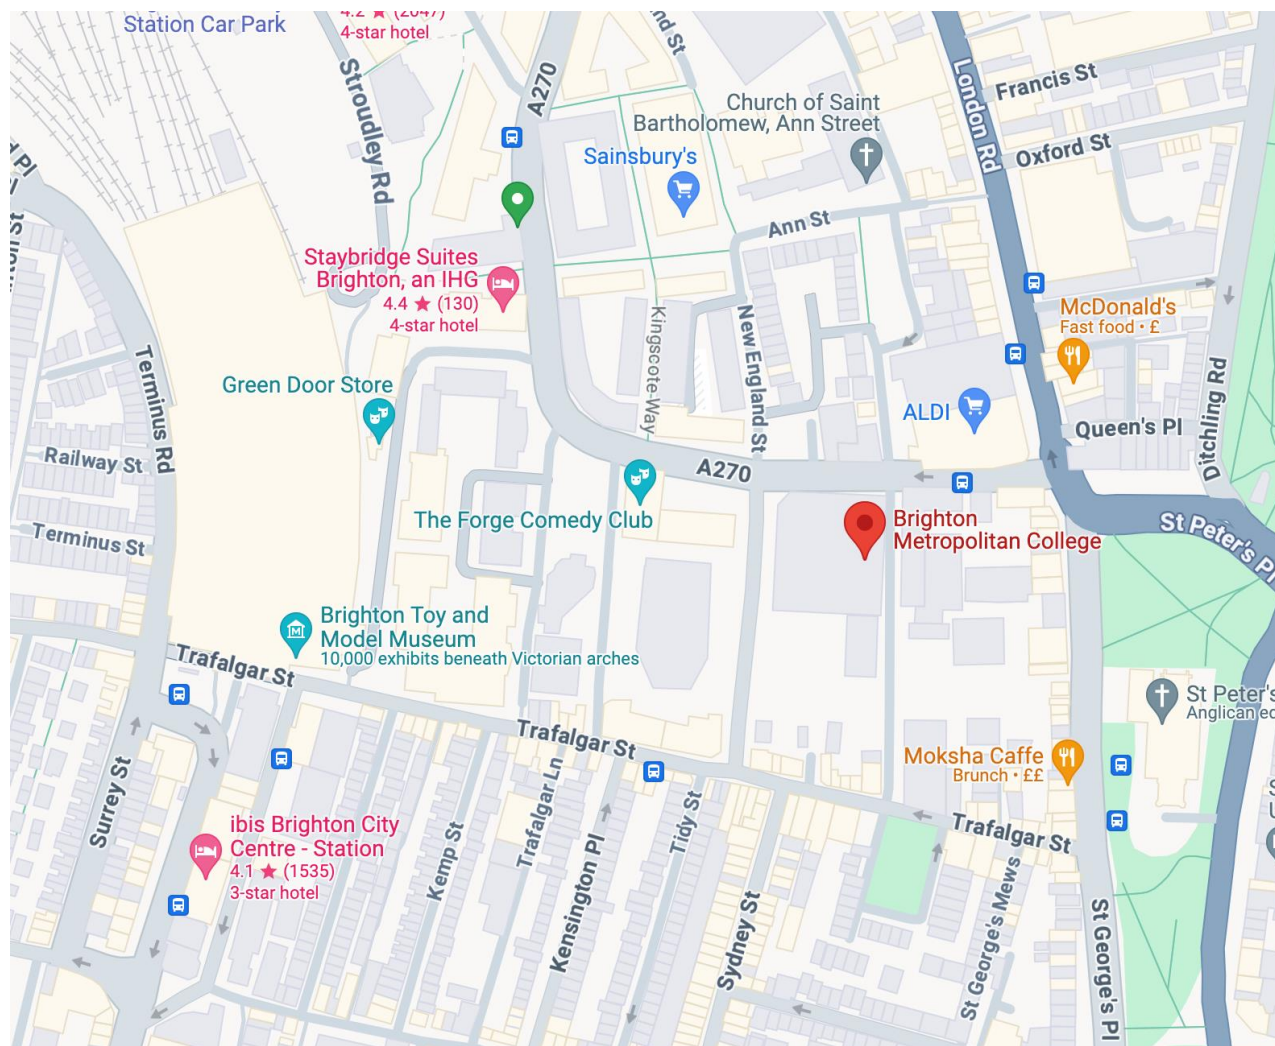 Station Car Park
4.2 ★ (2047)
4-star hotel
Stroudley Rd
A270
nd St
London Rd
Francis St
Oxford St
Church of Saint
Bartholomew, Ann Street
Sainsbury's
Ann St
d Pl
Staybridge Suites
Brighton, an IHG
4.4 ★ (130)
4-star hotel
McDonald's
Fast food • £
Kingscote Way
New England St
Terminus Rd
Green Door Store
ALDI
Queen's Pl
Ditchling Rd
Railway St
A270
The Forge Comedy Club
Brighton
Metropolitan College
St Peter's Pl
Terminus St
Brighton Toy and
Model Museum
10,000 exhibits beneath Victorian arches
M
Trafalgar St
St Peter's
Anglican
Trafalgar St
Moksha Caffe
Brunch • ££
Surrey St
Trafalgar Ln
Tidy St
Trafalgar St
ibis Brighton City
Centre - Station
4.1 ★ (1535)
3-star hotel
Kemp St
Kensington Pl
Sydney St
St George's Mews
St George's Pl